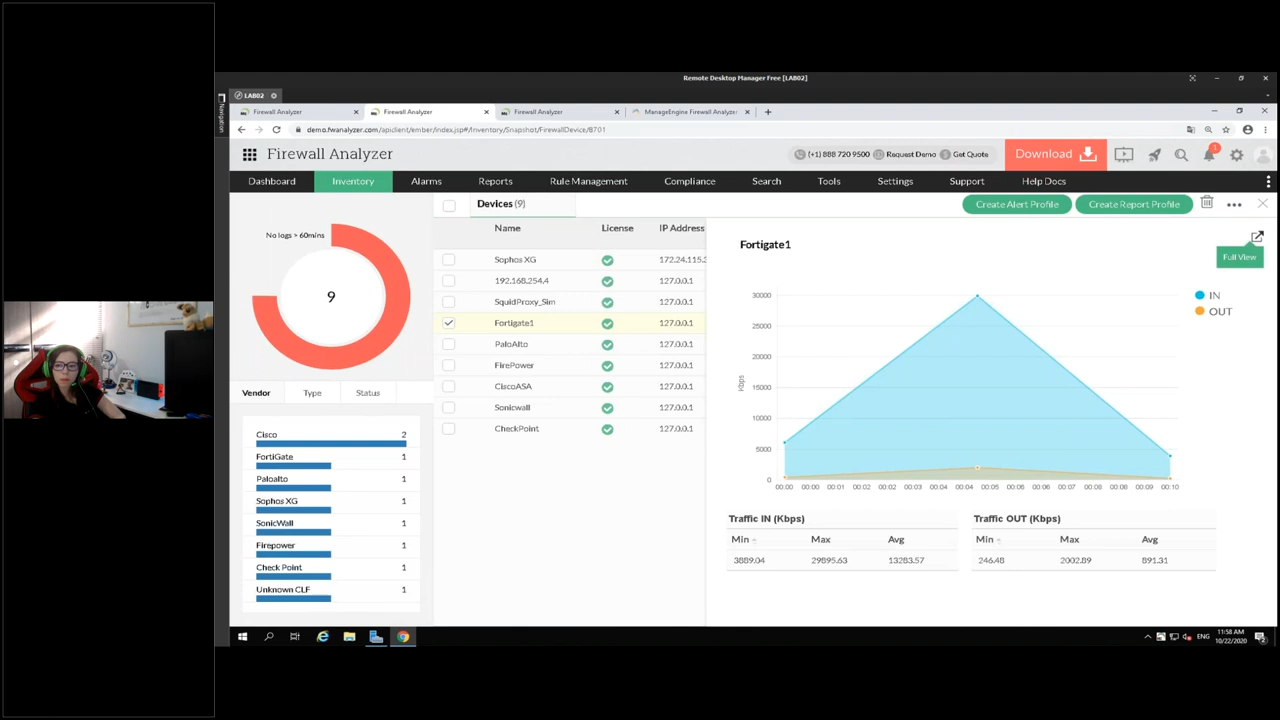 Remote Desktop Manager Free [LAB02]
Navigation
LAB02
Firewall Analyzer
Firewall Analyzer
Firewall Analyzer
ManageEngine Firewall Analyzer
demo.fwanalyzer.com/apiclient/ember/index.jsp#/Inventory/Snapshot/FirewallDevice/8701
Firewall Analyzer
(+1) 888 720 9500 Request Demo Get Quote
Download
1
Dashboard Inventory Alarms Reports Rule Management Compliance Search Tools Settings Support Help Docs
No logs > 60mins
9
Vendor Type Status
Cisco 2
FortiGate 1
Paloalto 1
Sophos XG 1
SonicWall 1
Firepower 1
Check Point 1
Unknown CLF 1
Devices (9)
Create Alert Profile
Create Report Profile
Name License IP Address
Sophos XG 172.24.115.3
192.168.254.4 127.0.0.1
SquidProxy_Sim 127.0.0.1
Fortigate1 127.0.0.1
PaloAlto 127.0.0.1
FirePower 127.0.0.1
CiscoASA 127.0.0.1
Sonicwall 127.0.0.1
CheckPoint 127.0.0.1
Fortigate1
Full View
IN
OUT
Kbps
30000
25000
20000
15000
10000
5000
0
00:00 00:00 00:01 00:02 00:02 00:03 00:03 00:04 00:04 00:05 00:05 00:06 00:06 00:07 00:08 00:08 00:09 00:10
Traffic IN (Kbps)
Min Max Avg
3889.04 29895.63 13283.57
Traffic OUT (Kbps)
Min Max Avg
246.48 2002.89 891.31
ENG
11:58 AM
10/22/2020